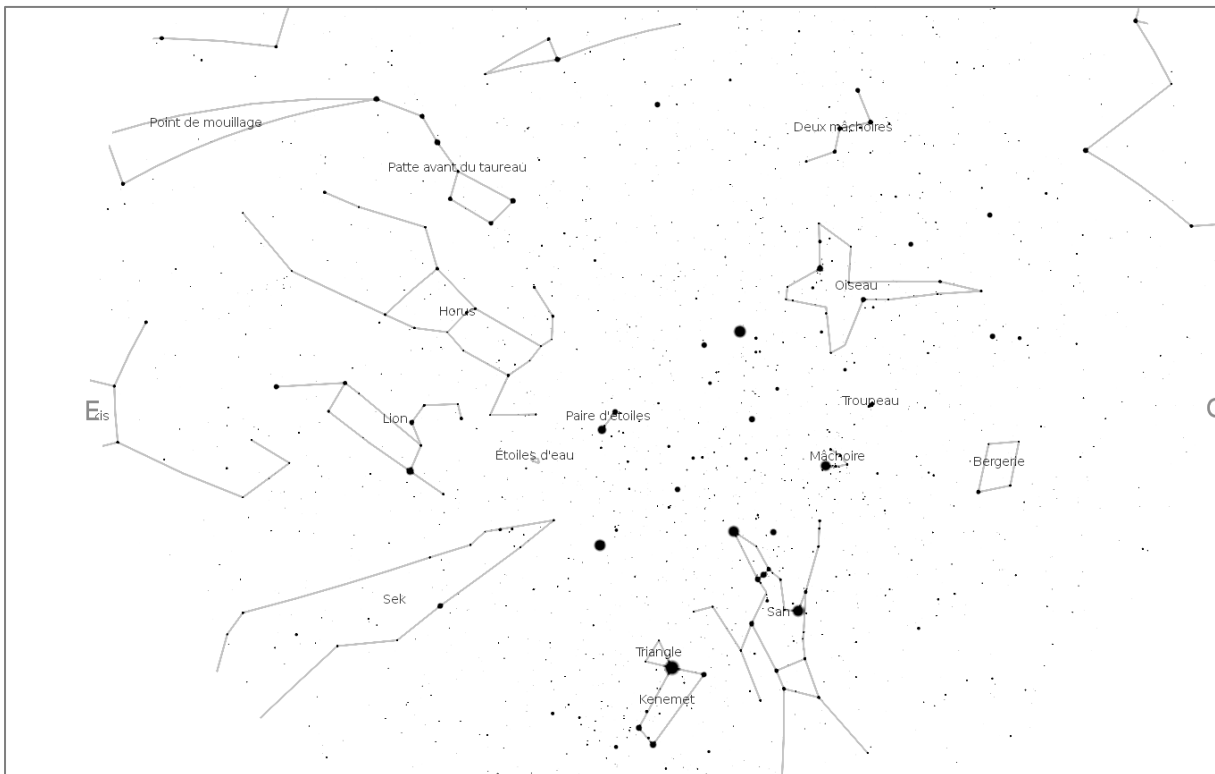 Point de mouillage
Deux mâchoires
Patte avant du taureau
Oiseau
Horus
Troupeau
E
Lion
Paire d'étoiles
Étoiles d'eau
Mâchoire
Bergerie
Sek
Sah
Triangle
Kenemet